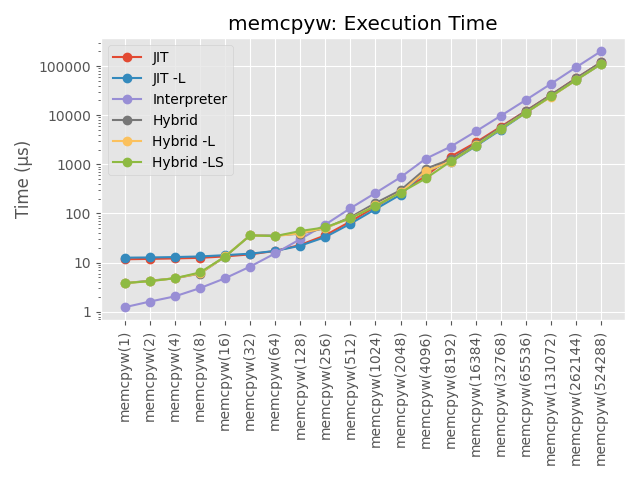 memcpyw: Execution Time
JIT
JIT -L
Interpreter
Hybrid
Hybrid -L
Hybrid -LS
Time (µs)
100000
10000
1000
100
10
1
memcpyw(1)
memcpyw(2)
memcpyw(4)
memcpyw(8)
memcpyw(16)
memcpyw(32)
memcpyw(64)
memcpyw(128)
memcpyw(256)
memcpyw(512)
memcpyw(1024)
memcpyw(2048)
memcpyw(4096)
memcpyw(8192)
memcpyw(16384)
memcpyw(32768)
memcpyw(65536)
memcpyw(131072)
memcpyw(262144)
memcpyw(524288)